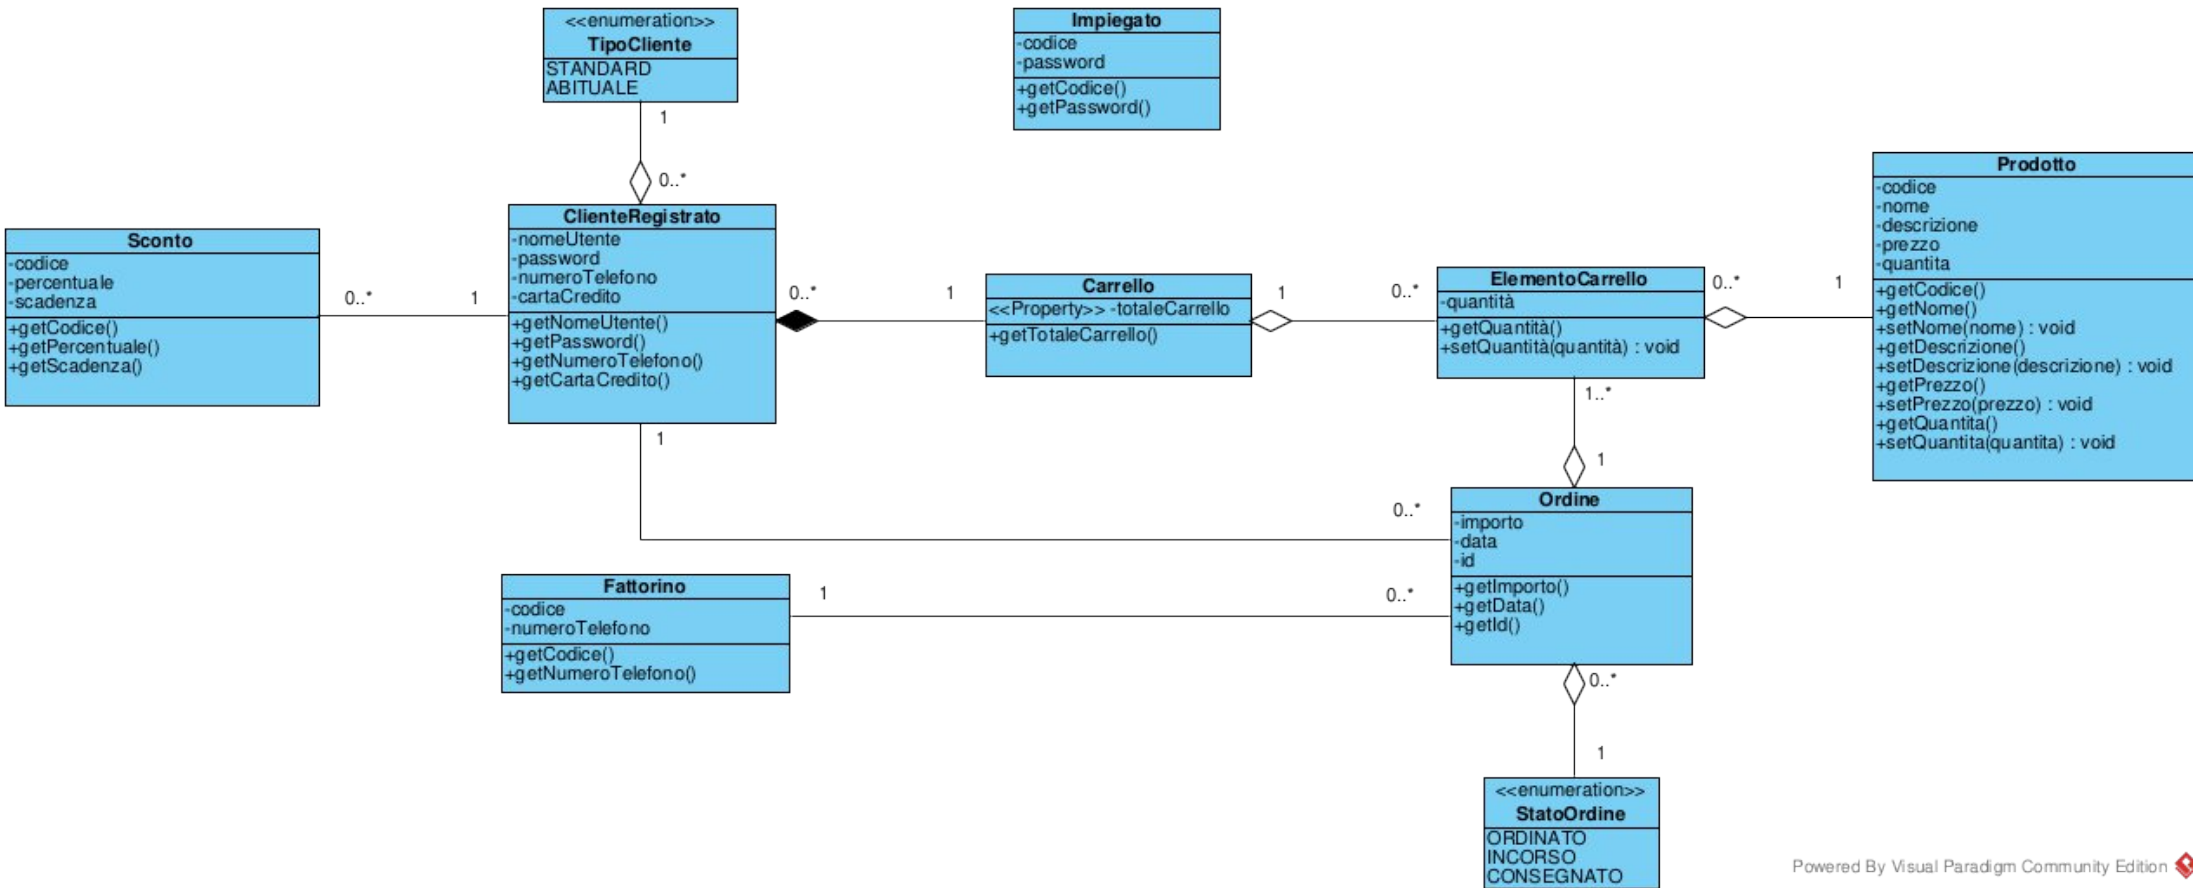 <<enumeration>>
TipoCliente
STANDARD
ABITUALE
1
0..*
Impiegato
-codice
-password
+getCodice()
+getPassword()
Sconto
-codice
-percentuale
-scadenza
+getCodice()
+getPercentuale()
+getScadenza()
0..*
1
ClienteRegistrato
-nomeUtente
-password
-numeroTelefono
-cartaCredito
+getNomeUtente()
+getPassword()
+getNumeroTelefono()
+getCartaCredito()
0..*
1
Carrello
<<Property>> -totaleCarrello
+getTotaleCarrello()
1
0..*
ElementoCarrello
-quantità
+getQuantità()
+setQuantità(quantità) : void
0..*
1
Prodotto
-codice
-nome
-descrizione
-prezzo
-quantita
+getCodice()
+getNome()
+setNome(nome) : void
+getDescrizione()
+setDescrizione(descrizione) : void
+getPrezzo()
+setPrezzo(prezzo) : void
+getQuantita()
+setQuantita(quantita) : void
1..*
1
1
0..*
Ordine
-importo
-data
-id
+getImporto()
+getData()
+getId()
Fattorino
-codice
-numeroTelefono
+getCodice()
+getNumeroTelefono()
1
0..*
0..*
1
<<enumeration>>
StatoOrdine
ORDINATO
INCORSO
CONSEGNATO
Powered By Visual Paradigm Community Edition